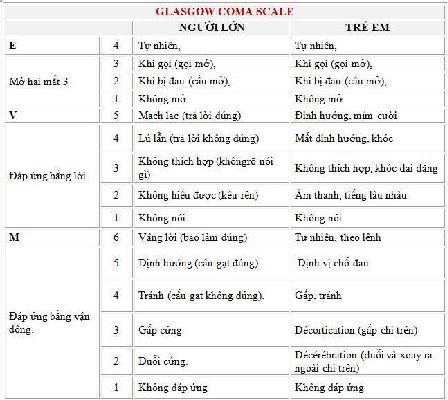 GLASGOW COMA SCALE
NGƯỜI LỚN TRẺ EM
E 4 Tự nhiên, Tự nhiên,
Mở hai mắt 3 3 Khi gọi (gọi mở), Khi gọi (gọi mở),
2 Khi bị đau (cấu mở), Khi bị đau (cấu mở),
1 Không mở Không mở
V 5 Mạch lạc (trả lời đúng) Định hướng, mỉm cười
Đáp ứng bằng lời 4 Lú lẫn (trả lời không đúng) Mất định hướng, khóc
3 Không thích hợp (khôngrõ nói
gì) Không thích hợp, khóc dai dẳng
2 Không hiểu được (kêu rên) Âm thanh, tiếng lầu nhầu
1 Không nói Không nói
M 6 Vâng lời (bảo làm đúng) Tự nhiên, theo lệnh
Đáp ứng bằng vận
động. 5 Định hướng (cấu gạt đúng) Định vị chỗ đau
4 Tránh (cấu gạt không đúng). Gấp, tránh
3 Gấp cứng Décortication (gấp chi trên)
2 Duỗi cứng. Décérébration (duỗi và xoay ra
ngoài chi trên)
1 Không đáp ứng Không đáp ứng